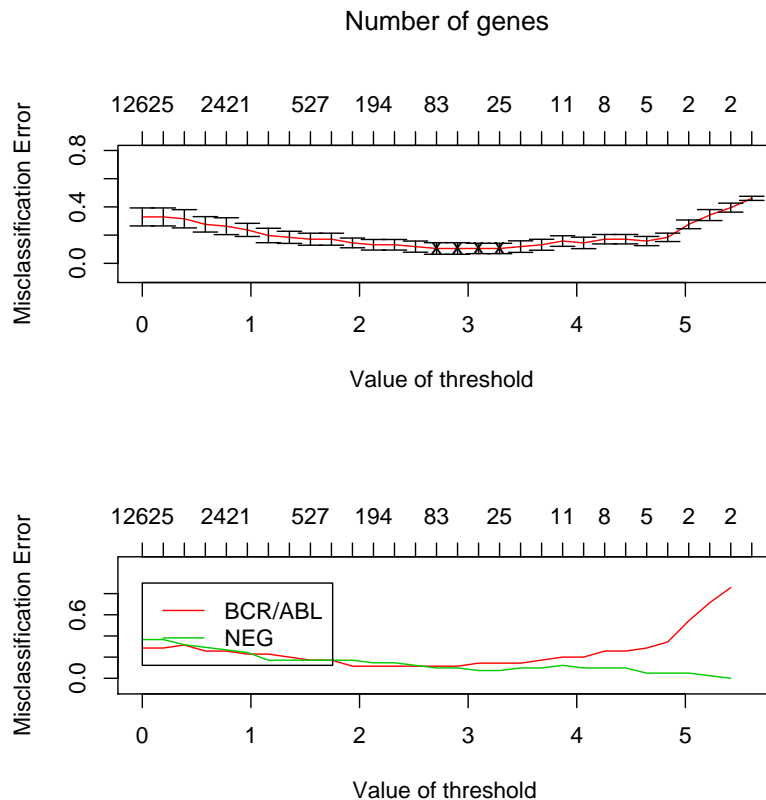 Number of genes
12625 2421 527 194 83 25 11 8 5 2 2
Misclassification Error
0.8
0.4
0.0
0 1 2 3 4 5
Value of threshold
12625 2421 527 194 83 25 11 8 5 2 2
Misclassification Error
0.6
0.0
BCR/ABL
NEG
0 1 2 3 4 5
Value of threshold